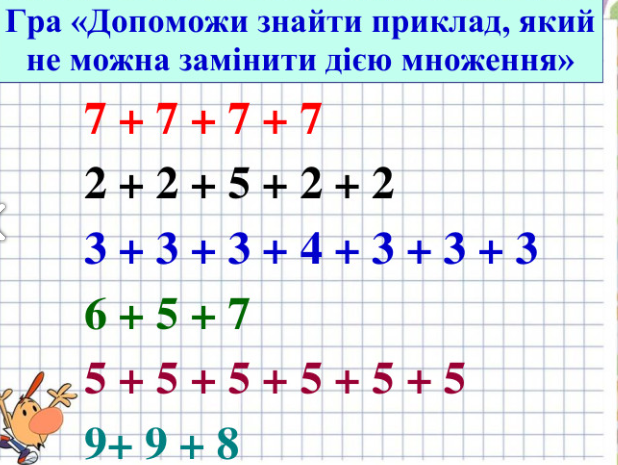 Гра «Допоможи знайти приклад, який
не можна замінити дією множення»
7 + 7 + 7 + 7
2 + 2 + 5 + 2 + 2
3 + 3 + 3 + 4 + 3 + 3 + 3
6 + 5 + 7
5 + 5 + 5 + 5 + 5 + 5
9+ 9 + 8